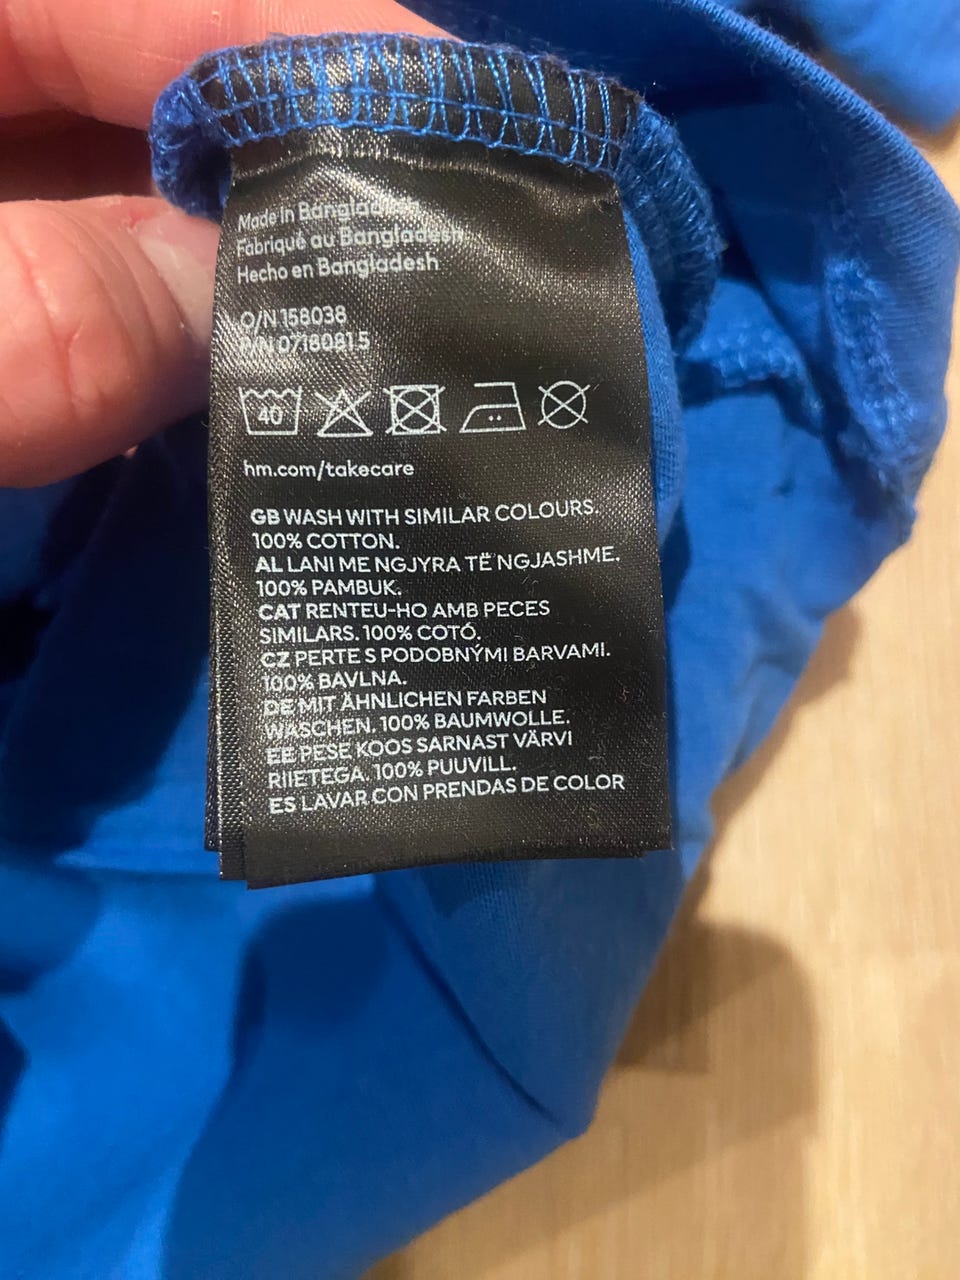 Made in
Fabriqué au Bangladesh
Hecho en Bangladesh
O/N 158038
P/N 0718081.5
40
hm.com/takecare
GB WASH WITH SIMILAR COLOURS.
100% COTTON.
AL LANI ME NGJYRA TË NGJASHME.
100% PAMBUK.
CAT RENTEU-HO AMB PECES
SIMILARS. 100% COTÓ.
CZ PERTE S PODOBNÝMI BARVAMI.
100% BAVLNA.
DE MIT ÄHNLICHEN FARBEN
WASCHEN. 100% BAUMWOLLE.
EE PESE KOOS SARNAST VÄRVI
RIIETEGA. 100% PUUVILL.
ES LAVAR CON PRENDAS DE COLOR